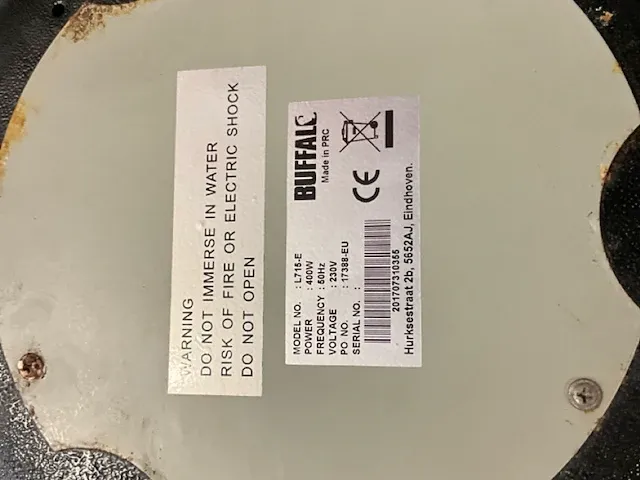 WARNING
DO NOT IMMERSE IN WATER
RISK OF FIRE OR ELECTRIC SHOCK
DO NOT OPEN
BUFFALO
Made in PRC
CE
MODEL NO. : L715-E
POWER : 400W
FREQUENCY : 50Hz
VOLTAGE : 230V
PO NO. : 17388-EU
SERIAL NO. :
201707310355
Hurksestraat 2b, 5652AJ, Eindhoven.